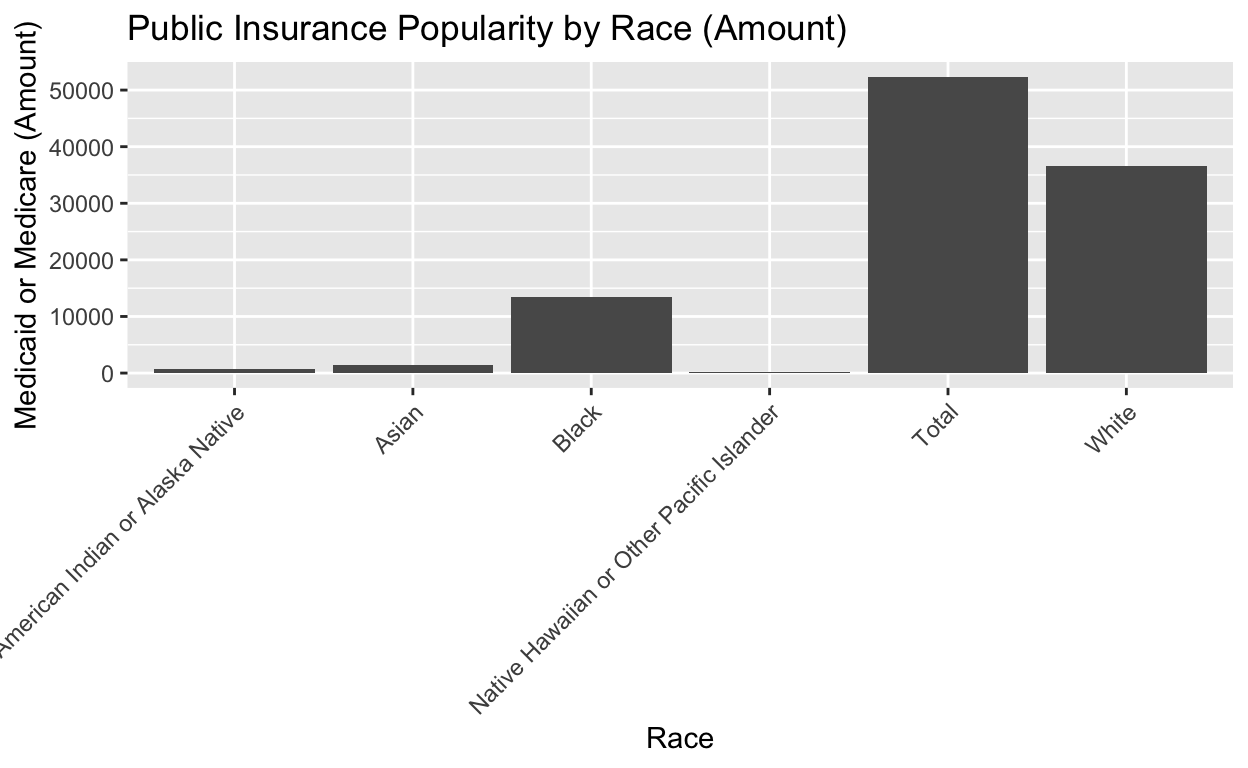 Public Insurance Popularity by Race (Amount)
Medicaid or Medicare (Amount)
50000
40000
30000
20000
10000
0
American Indian or Alaska Native
Asian
Black
Native Hawaiian or Other Pacific Islander
Total
White
Race